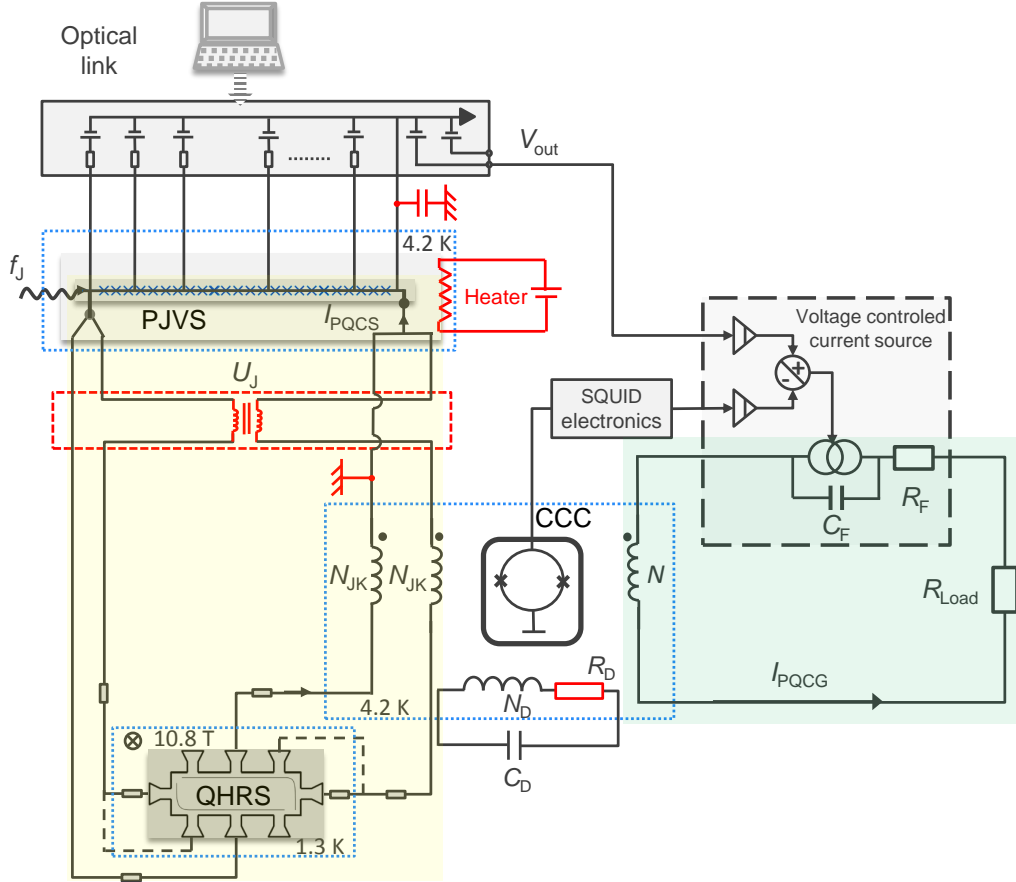 Optical
link
V_out
4.2 K
f_J
Heater
PJVS
I_PQCS
Voltage controled
current source
U_J
SQUID
electronics
+
-
R_F
C_F
CCC
N_JK
N_JK
N
R_Load
R_D
I_PQCG
4.2 K
N_D
10.8 T
C_D
QHRS
1.3 K